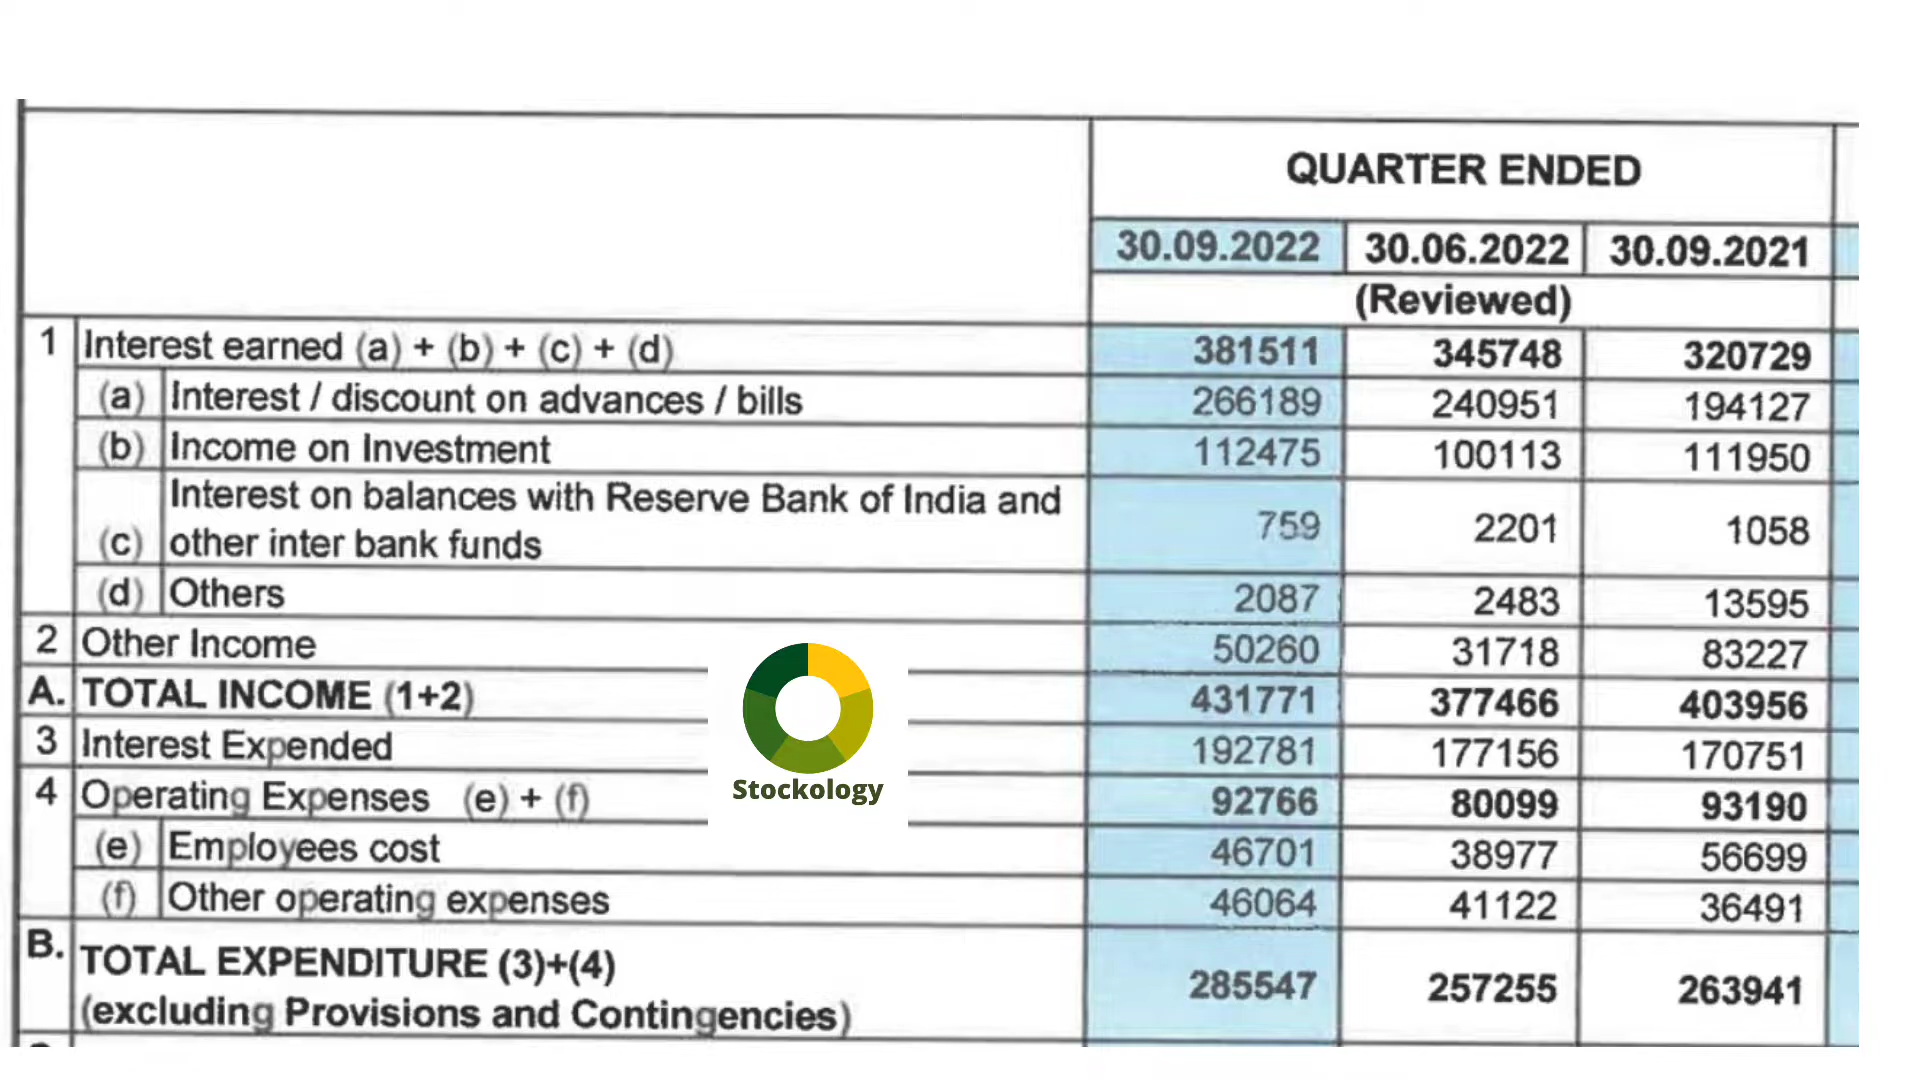 QUARTER ENDED
30.09.2022 30.06.2022 30.09.2021
(Reviewed)
1 Interest earned (a) + (b) + (c) + (d) 381511 345748 320729
(a) Interest / discount on advances / bills 266189 240951 194127
(b) Income on Investment 112475 100113 111950
Interest on balances with Reserve Bank of India and
(c) other inter bank funds 759 2201 1058
(d) Others 2087 2483 13595
2 Other Income 50260 31718 83227
A. TOTAL INCOME (1+2) 431771 377466 403956
3 Interest Expended 192781 177156 170751
4 Operating Expenses (e) + (f) 92766 80099 93190
(e) Employees cost 46701 38977 56699
(f) Other operating expenses 46064 41122 36491
B. TOTAL EXPENDITURE (3)+(4)
(excluding Provisions and Contingencies) 285547 257255 263941
Stockology